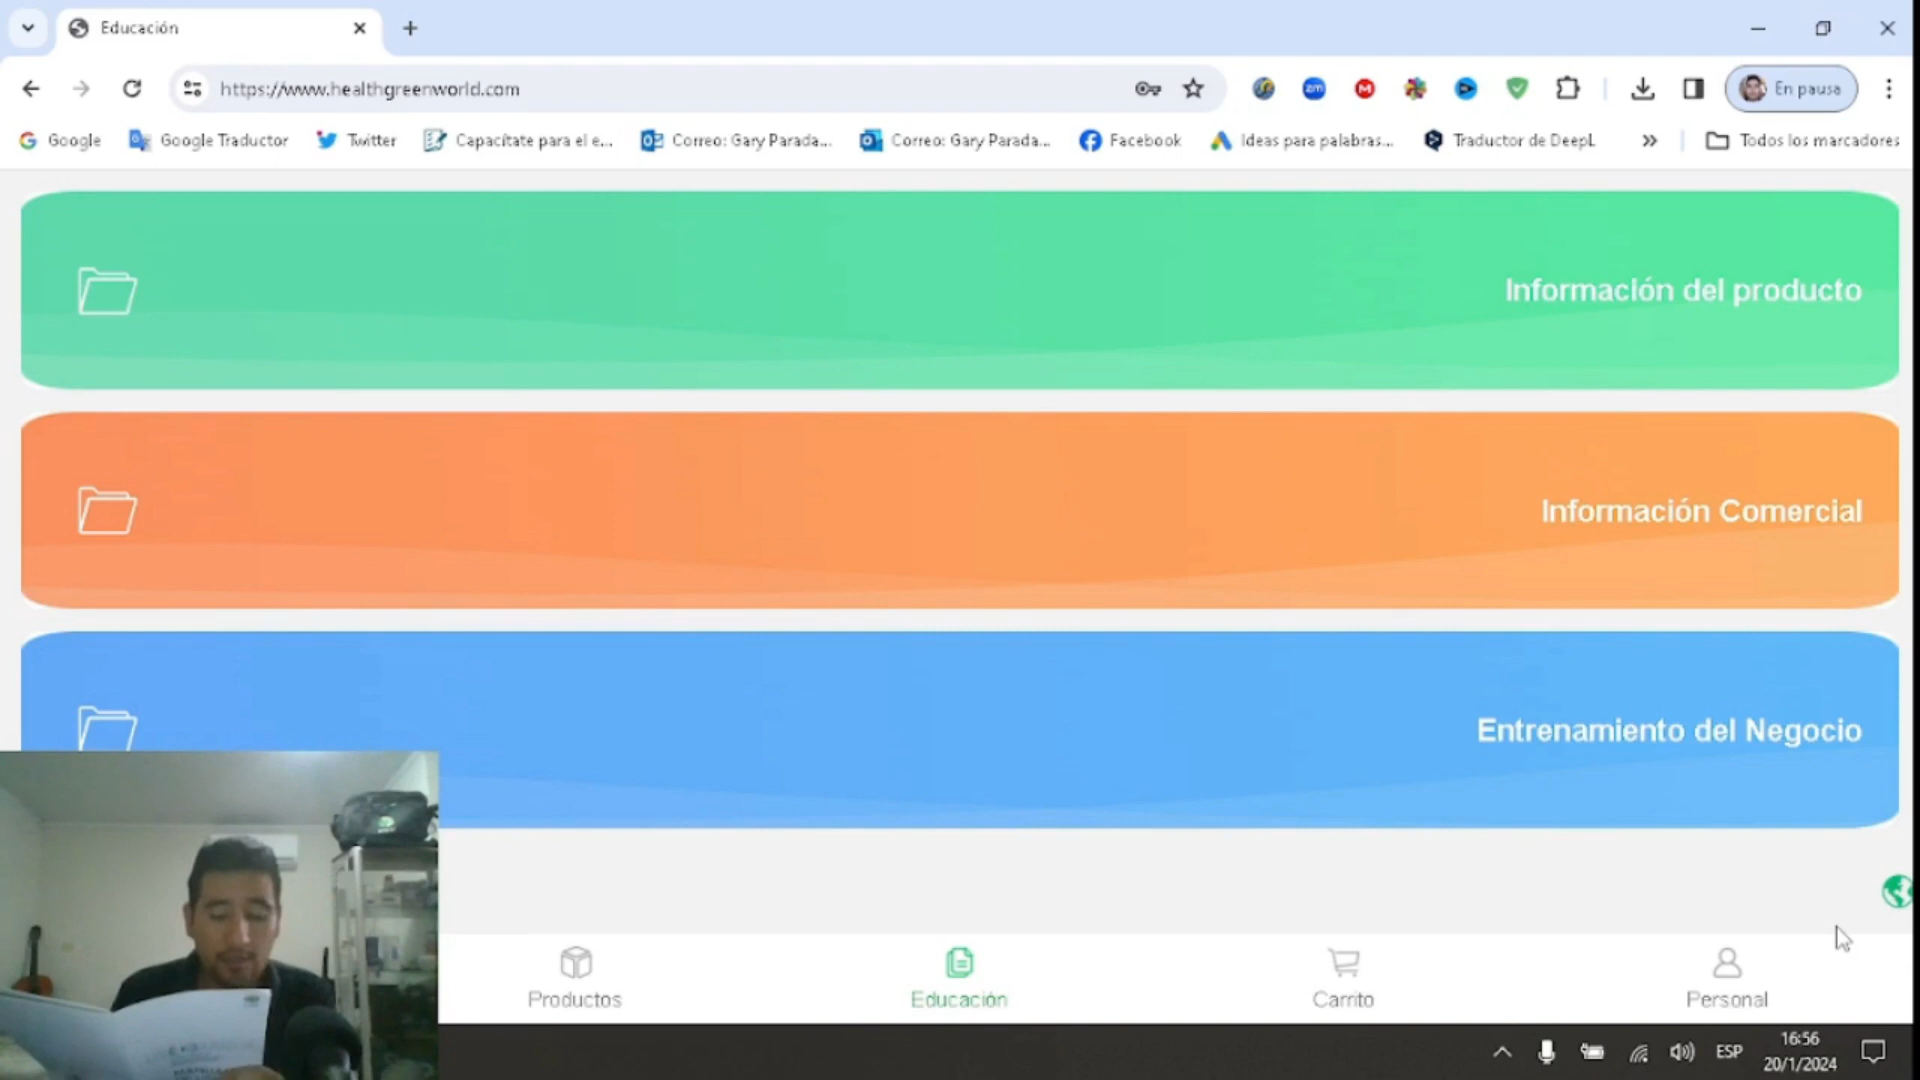 Educación
https://www.healthgreenworld.com
zm
M
En pausa
Google
Google Traductor
Twitter
Capacítate para el e...
Correo: Gary Parada...
Correo: Gary Parada...
Facebook
Ideas para palabras...
Traductor de DeepL
Todos los marcadores
Información del producto
Información Comercial
Entrenamiento del Negocio
Productos
Educación
Carrito
Personal
ESP
16:56
20/1/2024